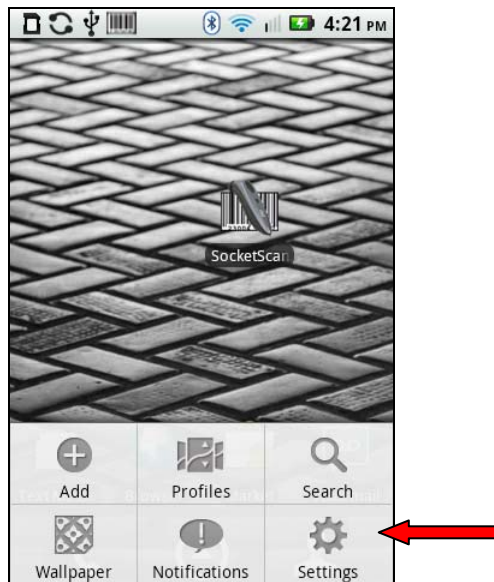 4:21 PM
SocketScan
Add
Profiles
Search
Wallpaper
Notifications
Settings